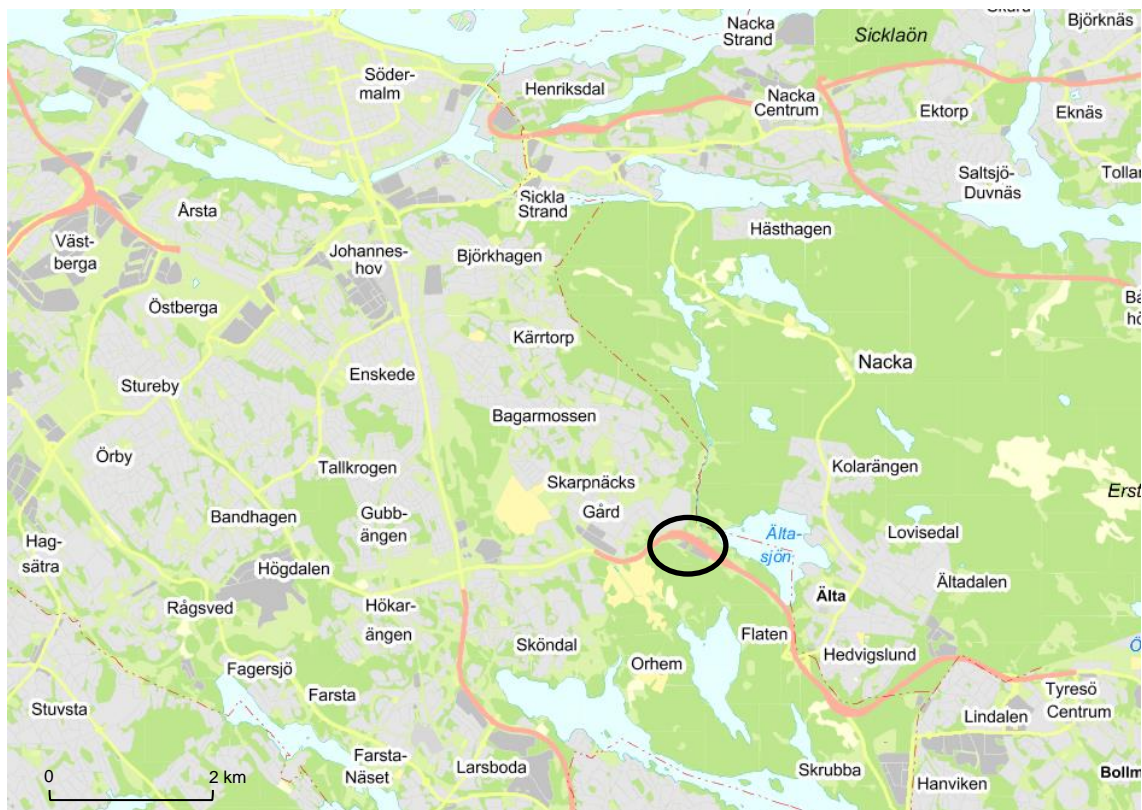 Nacka
Strand
Sicklaön
Björknäs
Söder-
malm
Henriksdal
Nacka
Centrum
Ektorp
Eknäs
Saltsjö-
Duvnäs
Årsta
Sickla
Strand
Hästhagen
Väst-
berga
Johannes-
hov
Björkhagen
Östberga
Kärrtorp
Nacka
Enskede
Stureby
Bagarmossen
Örby
Tallkrogen
Kolarängen
Skarpnäcks
Gård
Bandhagen
Gubb-
ängen
Lovisedal
Hag-
sätra
Älta-
sjön
Högdalen
Ältadalen
Rågsved
Hökar-
ängen
Älta
Sköndal
Flaten
Hedvigslund
Fagersjö
Orhem
Farsta
Tyresö
Centrum
Stuvsta
Lindalen
Farsta-
Näset
Larsboda
Skrubba
Hanviken
0 2 km